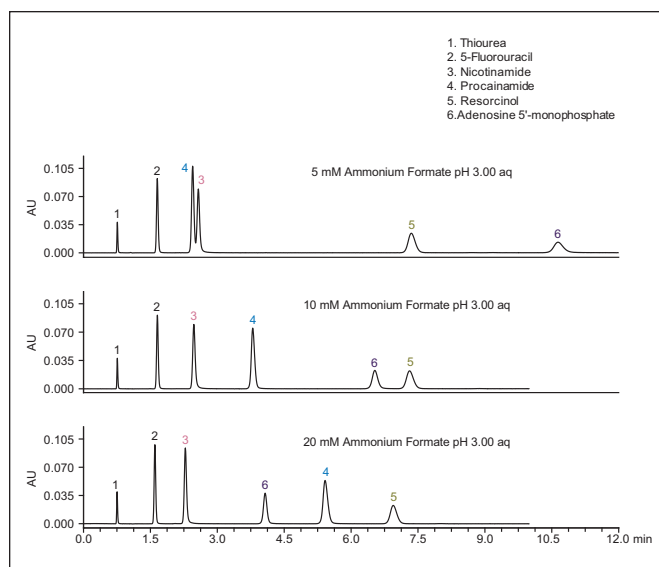 1. Thiourea
2. 5-Fluorouracil
3. Nicotinamide
4. Procainamide
5. Resorcinol
6.Adenosine 5'-monophosphate
5 mM Ammonium Formate pH 3.00 aq
AU
0.105
0.070
0.035
0.000
1
2
4
3
5
6
10 mM Ammonium Formate pH 3.00 aq
AU
0.105
0.070
0.035
0.000
1
2
3
4
6
5
20 mM Ammonium Formate pH 3.00 aq
AU
0.105
0.070
0.035
0.000
1
2
3
6
4
5
0.0 1.5 3.0 4.5 6.0 7.5 9.0 10.5 12.0 min